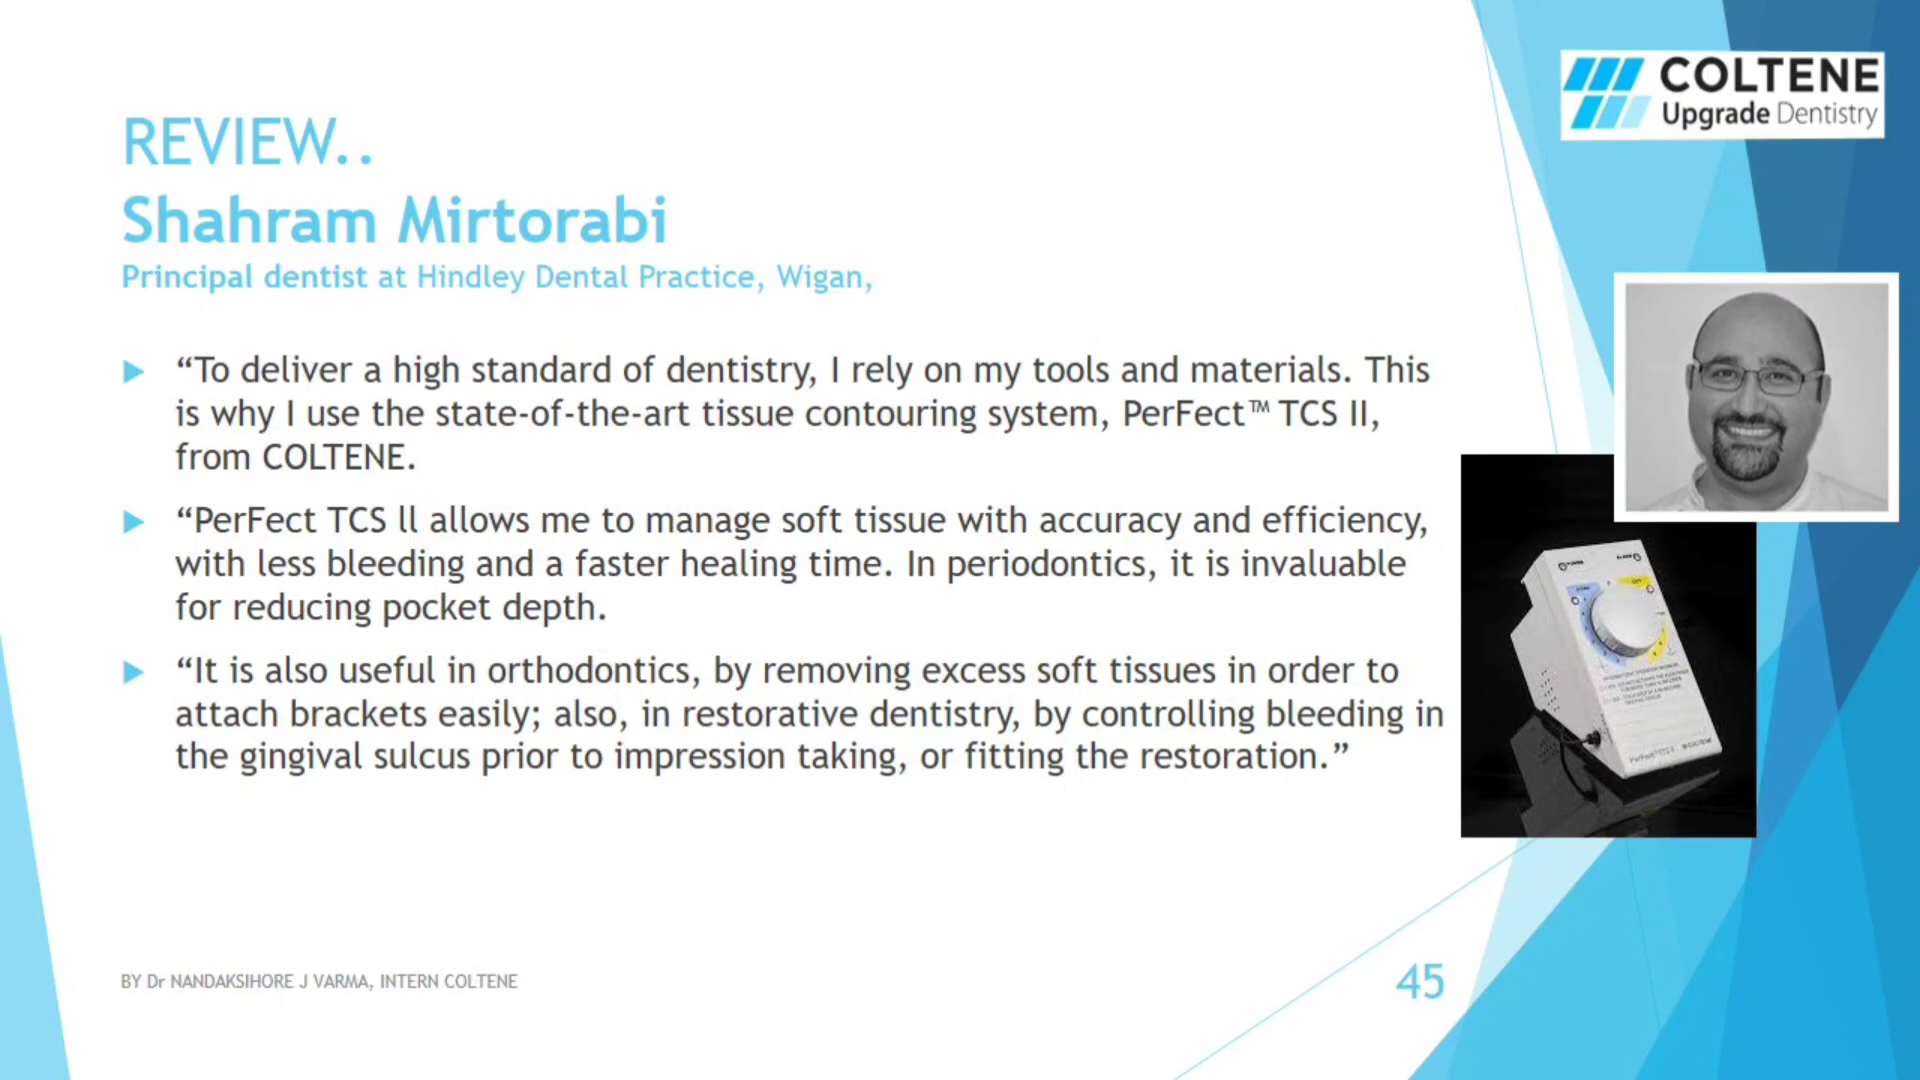 COLTENE
Upgrade Dentistry
REVIEW..
Shahram Mirtorabi
Principal dentist at Hindley Dental Practice, Wigan,
“To deliver a high standard of dentistry, I rely on my tools and materials. This
is why I use the state-of-the-art tissue contouring system, PerFect™ TCS II,
from COLTENE.
“PerFect TCS ll allows me to manage soft tissue with accuracy and efficiency,
with less bleeding and a faster healing time. In periodontics, it is invaluable
for reducing pocket depth.
“It is also useful in orthodontics, by removing excess soft tissues in order to
attach brackets easily; also, in restorative dentistry, by controlling bleeding in
the gingival sulcus prior to impression taking, or fitting the restoration.”
BY Dr NANDAKSIHORE J VARMA, INTERN COLTENE
45